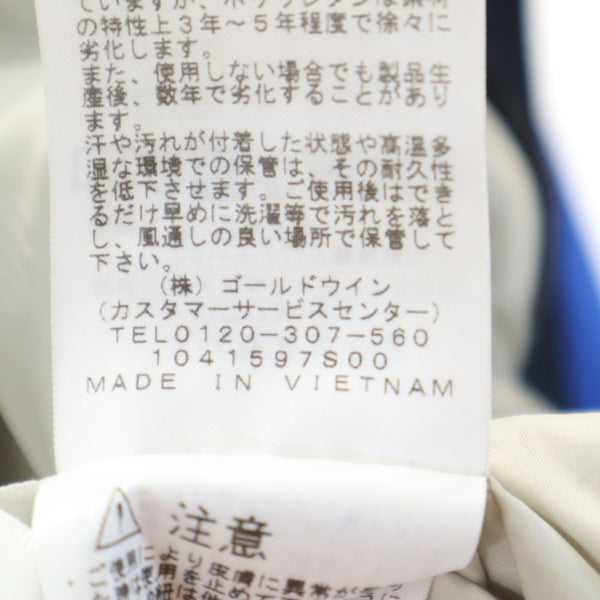 ていますが、ポリウレタンは素材
の特性上３年～５年程度で徐々に
劣化します。
また、使用しない場合でも製品生
産後、数年で劣化することがあり
ます。
汗や汚れが付着した状態や高温多
湿な環境での保管は、その耐久性
を低下させます。ご使用後はでき
るだけ早めに洗濯等で汚れを落と
し、風通しの良い場所で保管して
下さい。
（株）ゴールドウイン
（カスタマーサービスセンター）
TEL0120-307-560
1041597S00
MADE IN VIETNAM
注意
より皮膚に異常が